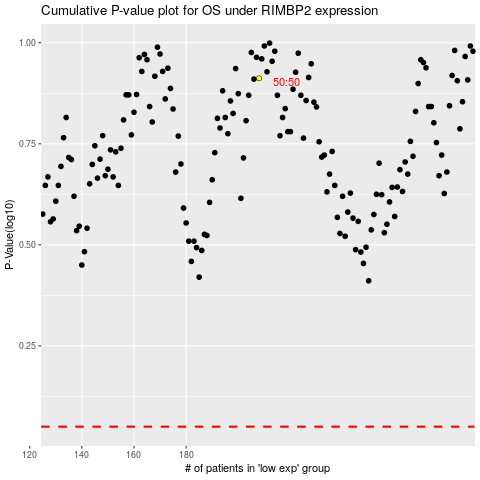 Cumulative P-value plot for OS under RIMBP2 expression
1.00
50:50
0.75
P-Value(log10)
0.50
0.25
120 140 160 180
# of patients in 'low exp' group